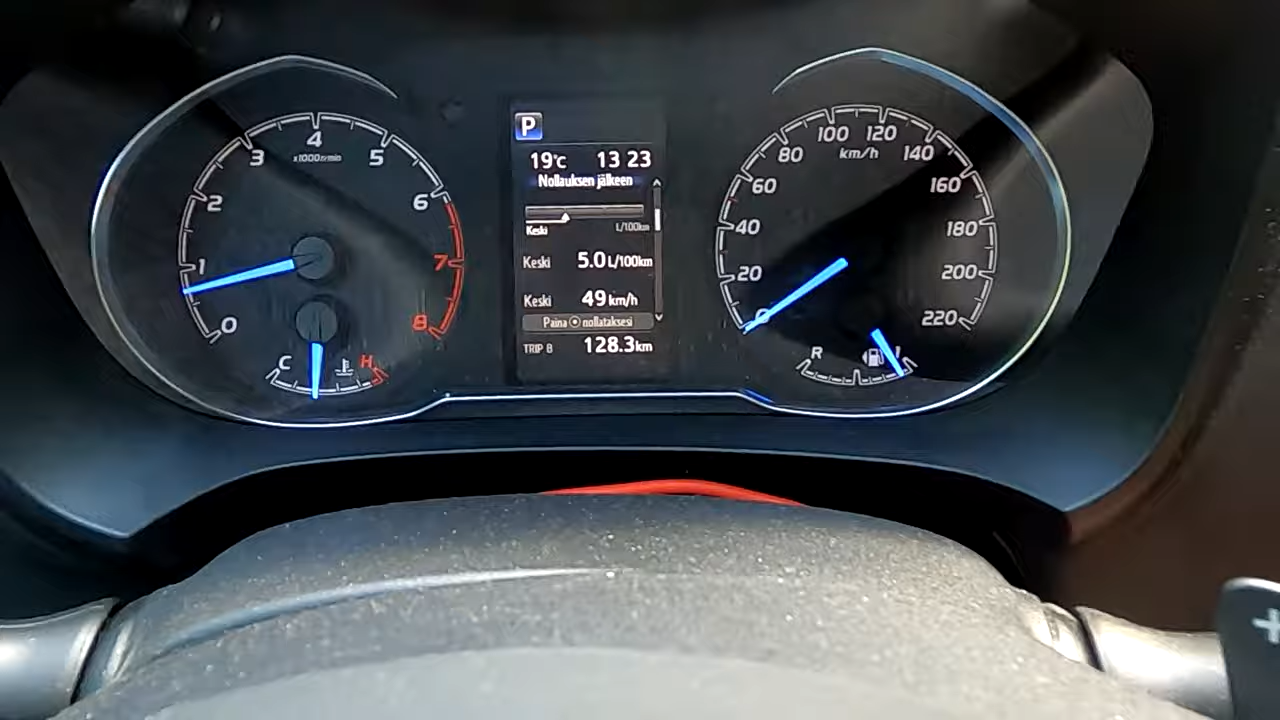 0
1
2
3
4
5
6
7
8
x1000r/min
C
H
P
19°C 13 23
Nollauksen jälkeen
Keski L/100km
Keski 5.0 L/100km
Keski 49 km/h
Paina nollataksesi
TRIP B 128.3km
0
20
40
60
80
100
120
140
160
180
200
220
km/h
R
1
+